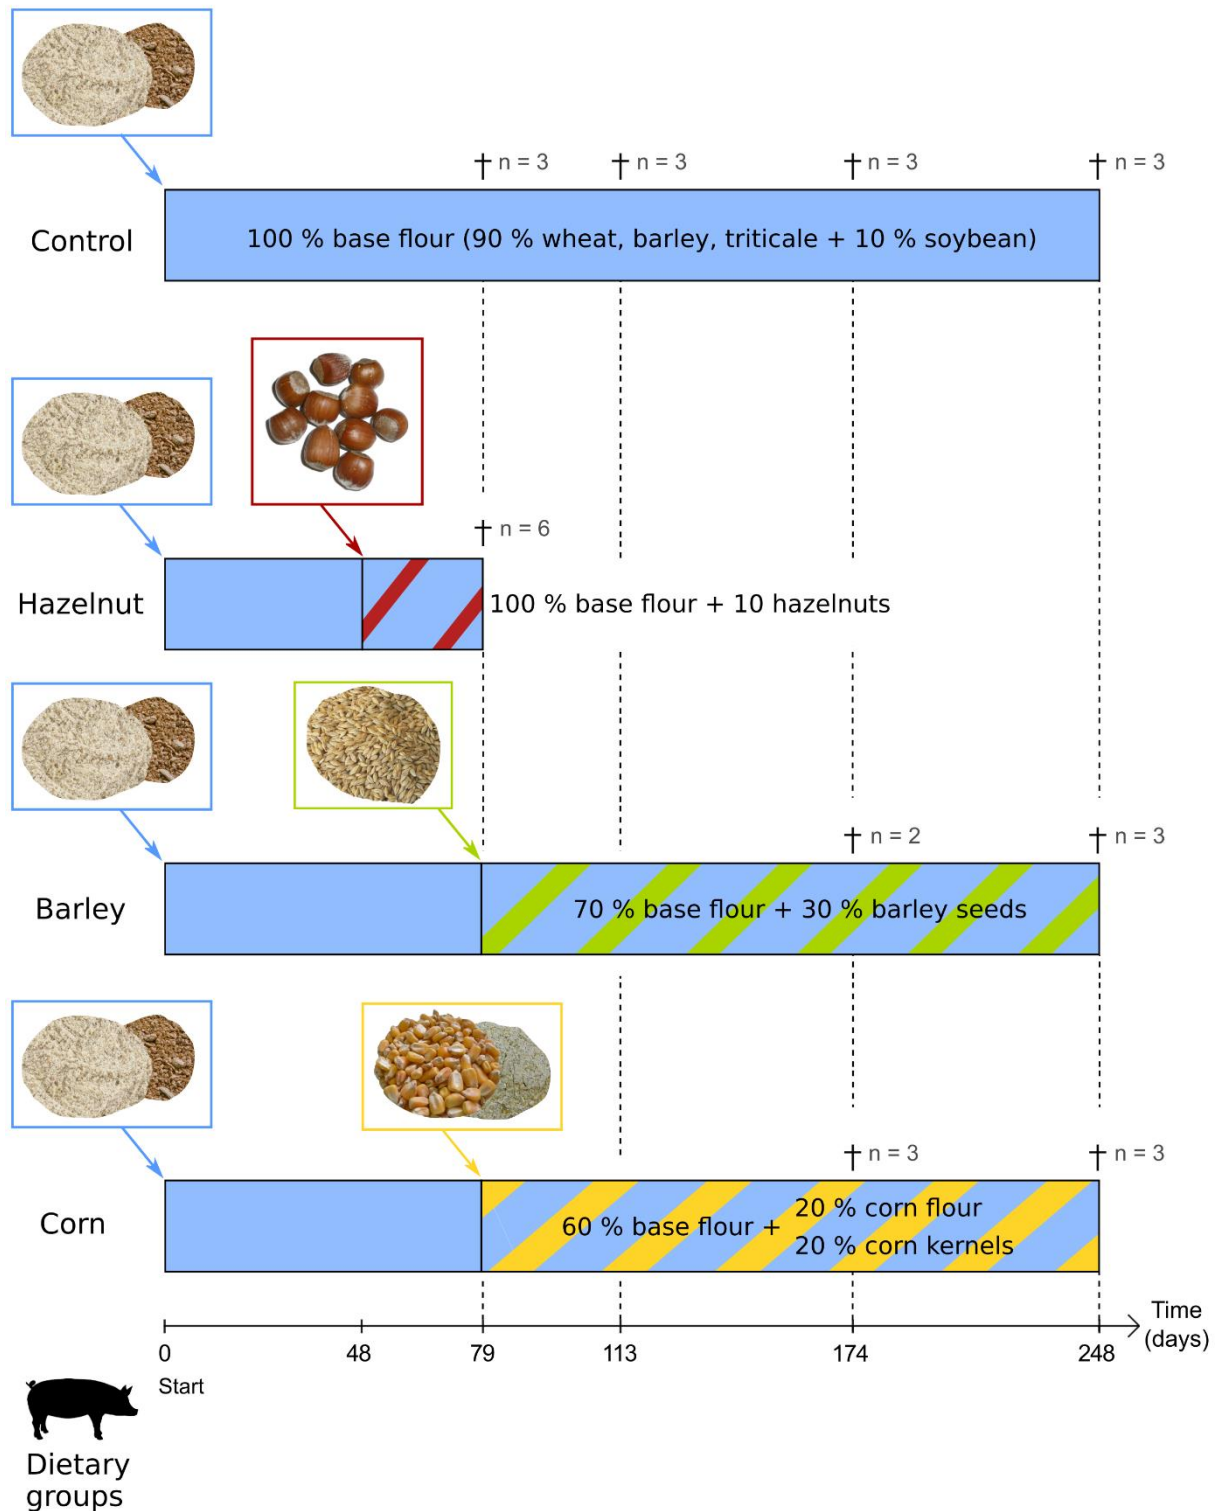 † n = 3
† n = 3
† n = 3
† n = 3
Control
100 % base flour (90 % wheat, barley, triticale + 10 % soybean)
† n = 6
Hazelnut
100 % base flour + 10 hazelnuts
† n = 2
† n = 3
Barley
70 % base flour + 30 % barley seeds
† n = 3
† n = 3
Corn
60 % base flour +
20 % corn flour
20 % corn kernels
Time
(days)
0
48
79
113
174
248
Start
Dietary
groups